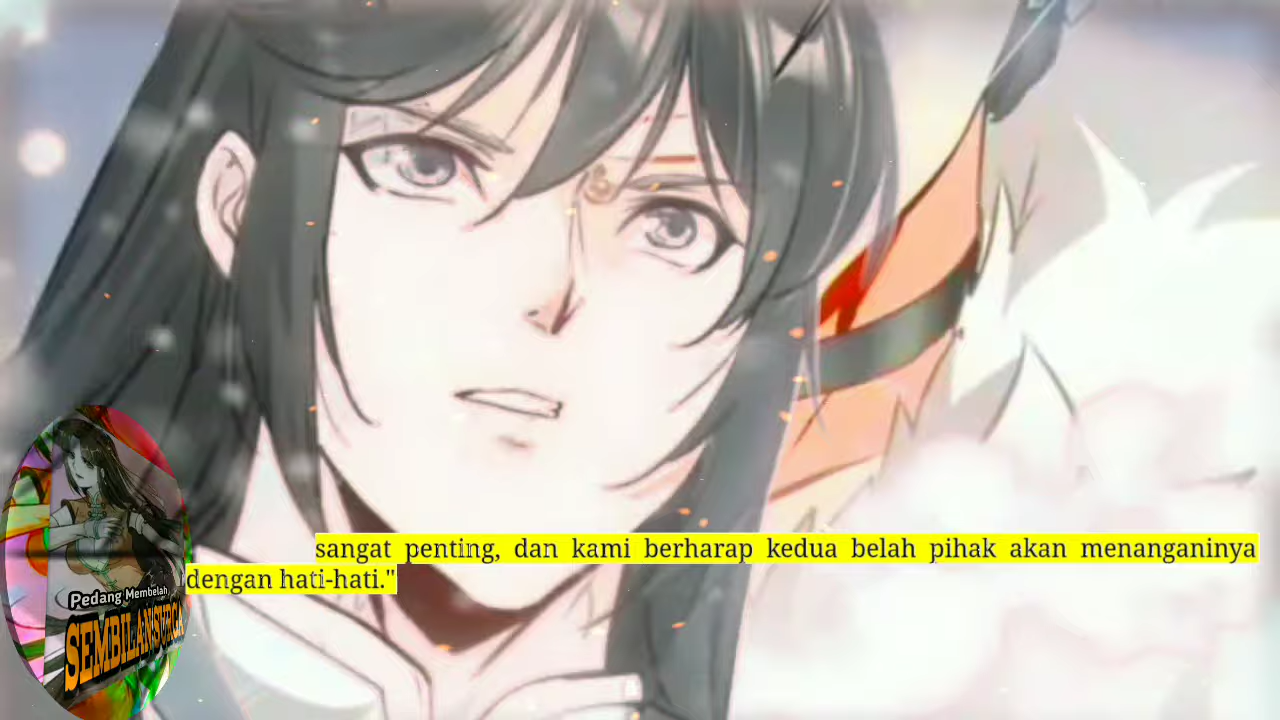 sangat penting, dan kami berharap kedua belah pihak akan menanganinya
dengan hati-hati."
Pedang Membelah
SEMBILAN SURGA